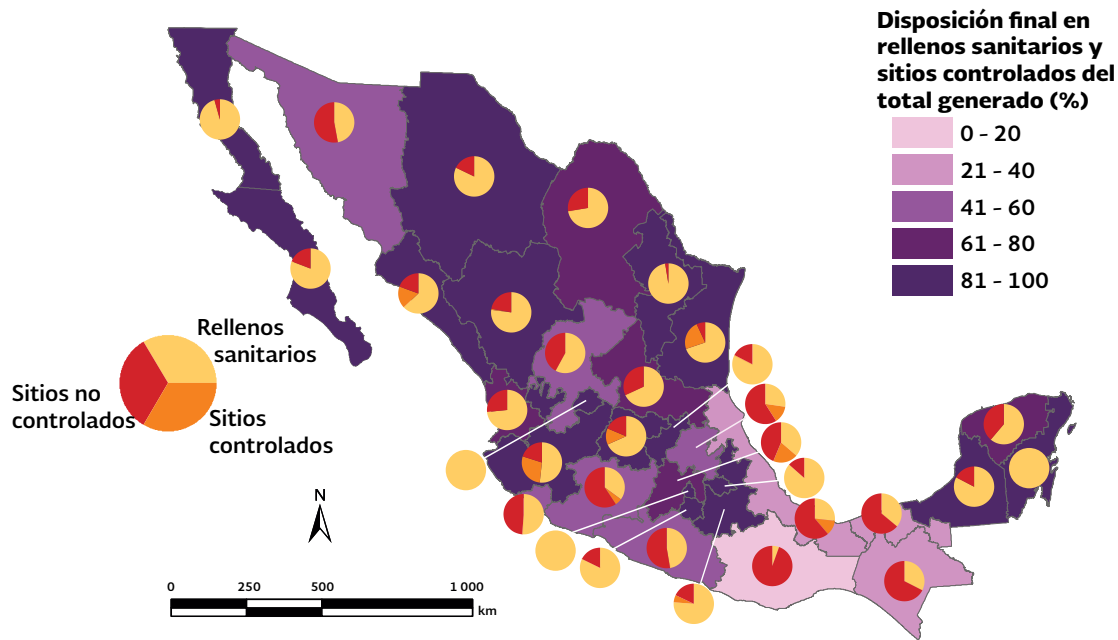 Disposición final en
rellenos sanitarios y
sitios controlados del
total generado (%)
0 - 20
21 - 40
41 - 60
61 - 80
81 - 100
Rellenos
sanitarios
Sitios no
controlados
Sitios
controlados
N
0 250 500 1 000
km